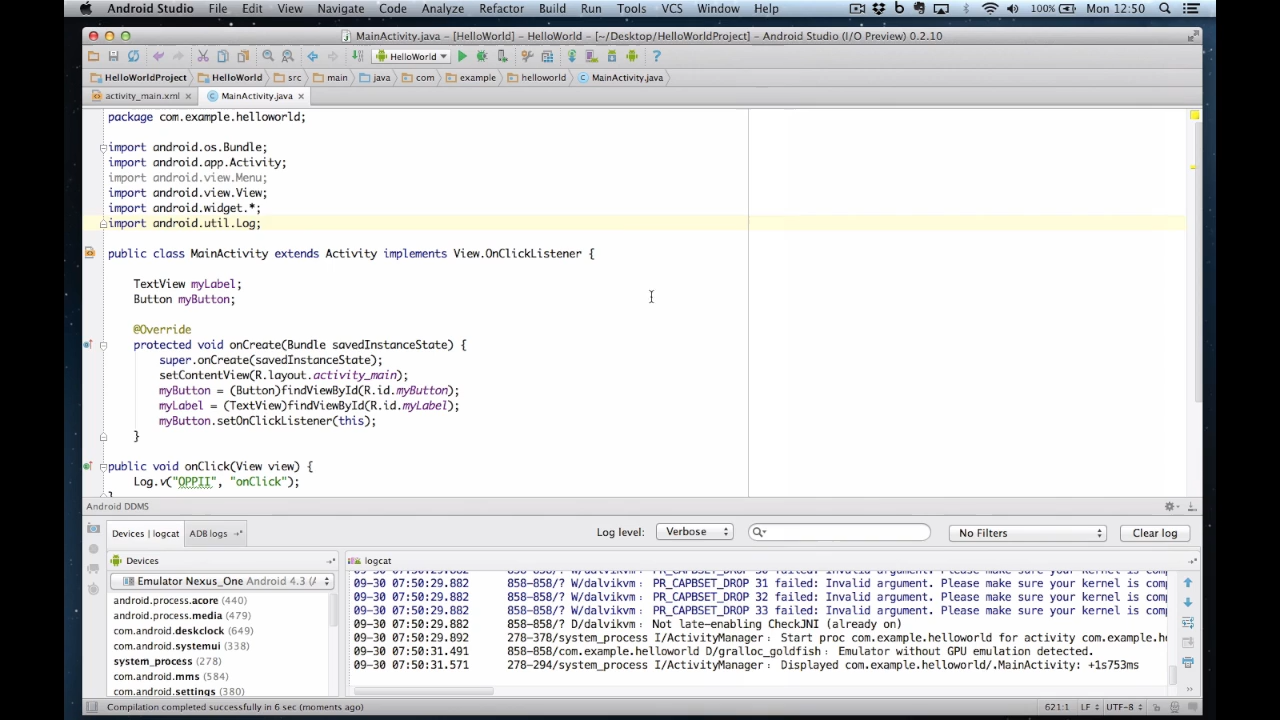 Android Studio File Edit View Navigate Code Analyze Refactor Build Run Tools VCS Window Help 100% Mon 12:50
MainActivity.java - [HelloWorld] - HelloWorld - [~/Desktop/HelloWorldProject] - Android Studio (I/O Preview) 0.2.10
HelloWorld
HelloWorldProject HelloWorld src main java com example helloworld MainActivity.java
activity_main.xml MainActivity.java
package com.example.helloworld;
import android.os.Bundle;
import android.app.Activity;
import android.view.Menu;
import android.view.View;
import android.widget.*;
import android.util.Log;
public class MainActivity extends Activity implements View.OnClickListener {
TextView myLabel;
Button myButton;
@Override
protected void onCreate(Bundle savedInstanceState) {
super.onCreate(savedInstanceState);
setContentView(R.layout.activity_main);
myButton = (Button)findViewById(R.id.myButton);
myLabel = (TextView)findViewById(R.id.myLabel);
myButton.setOnClickListener(this);
}
public void onClick(View view) {
Log.v("OPPII", "onClick");
Android DDMS
Devices | logcat ADB logs Log level: Verbose No Filters Clear log
Devices logcat
Emulator Nexus_One Android 4.3 (A
android.process.acore (440)
android.process.media (479)
com.android.deskclock (649)
com.android.systemui (338)
system_process (278)
com.android.mms (584)
com.android.settings (380)
09-30 07:50:29.882 858-858/? W/dalvikvm: PR_CAPBSET_DROP 31 failed: Invalid argument. Please make sure your kernel is comp
09-30 07:50:29.882 858-858/? W/dalvikvm: PR_CAPBSET_DROP 32 failed: Invalid argument. Please make sure your kernel is comp
09-30 07:50:29.882 858-858/? W/dalvikvm: PR_CAPBSET_DROP 33 failed: Invalid argument. Please make sure your kernel is comp
09-30 07:50:29.882 858-858/? D/dalvikvm: Not late-enabling CheckJNI (already on)
09-30 07:50:29.892 278-378/system_process I/ActivityManager: Start proc com.example.helloworld for activity com.example.he
09-30 07:50:31.491 858-858/com.example.helloworld D/gralloc_goldfish: Emulator without GPU emulation detected.
09-30 07:50:31.571 278-294/system_process I/ActivityManager: Displayed com.example.helloworld/.MainActivity: +1s753ms
Compilation completed successfully in 6 sec (moments ago) 621:1 LF UTF-8